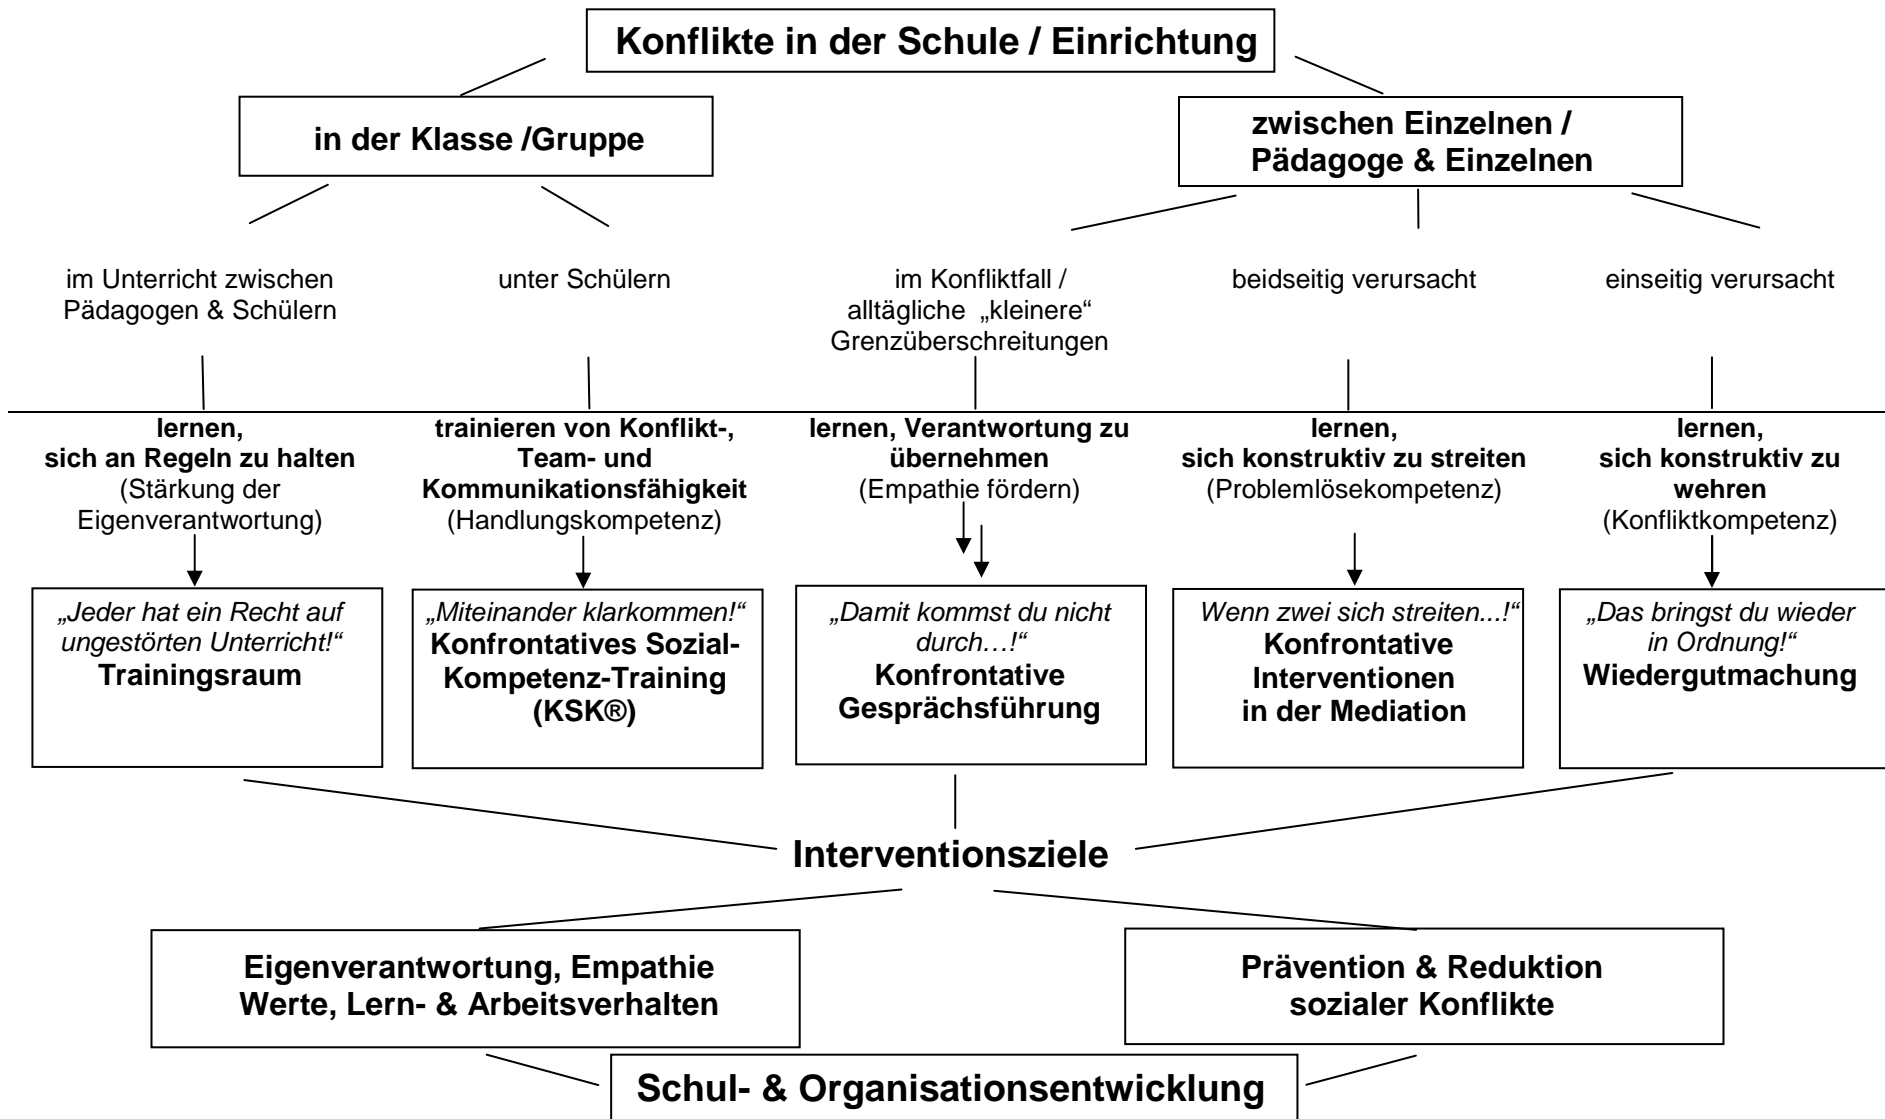 Konflikte in der Schule / Einrichtung
in der Klasse /Gruppe
zwischen Einzelnen /
Pädagoge & Einzelnen
im Unterricht zwischen
Pädagogen & Schülern
unter Schülern
im Konfliktfall /
alltägliche „kleinere“
Grenzüberschreitungen
beidseitig verursacht
einseitig verursacht
lernen,
sich an Regeln zu halten
(Stärkung der
Eigenverantwortung)
trainieren von Konflikt-,
Team- und
Kommunikationsfähigkeit
(Handlungskompetenz)
lernen, Verantwortung zu
übernehmen
(Empathie fördern)
lernen,
sich konstruktiv zu streiten
(Problemlösekompetenz)
lernen,
sich konstruktiv zu
wehren
(Konfliktkompetenz)
„Jeder hat ein Recht auf
ungestörten Unterricht!“
Trainingsraum
„Miteinander klarkommen!“
Konfrontatives Sozial-
Kompetenz-Training
(KSK®)
„Damit kommst du nicht
durch…!“
Konfrontative
Gesprächsführung
Wenn zwei sich streiten...!“
Konfrontative
Interventionen
in der Mediation
„Das bringst du wieder
in Ordnung!“
Wiedergutmachung
Interventionsziele
Eigenverantwortung, Empathie
Werte, Lern- & Arbeitsverhalten
Prävention & Reduktion
sozialer Konflikte
Schul- & Organisationsentwicklung